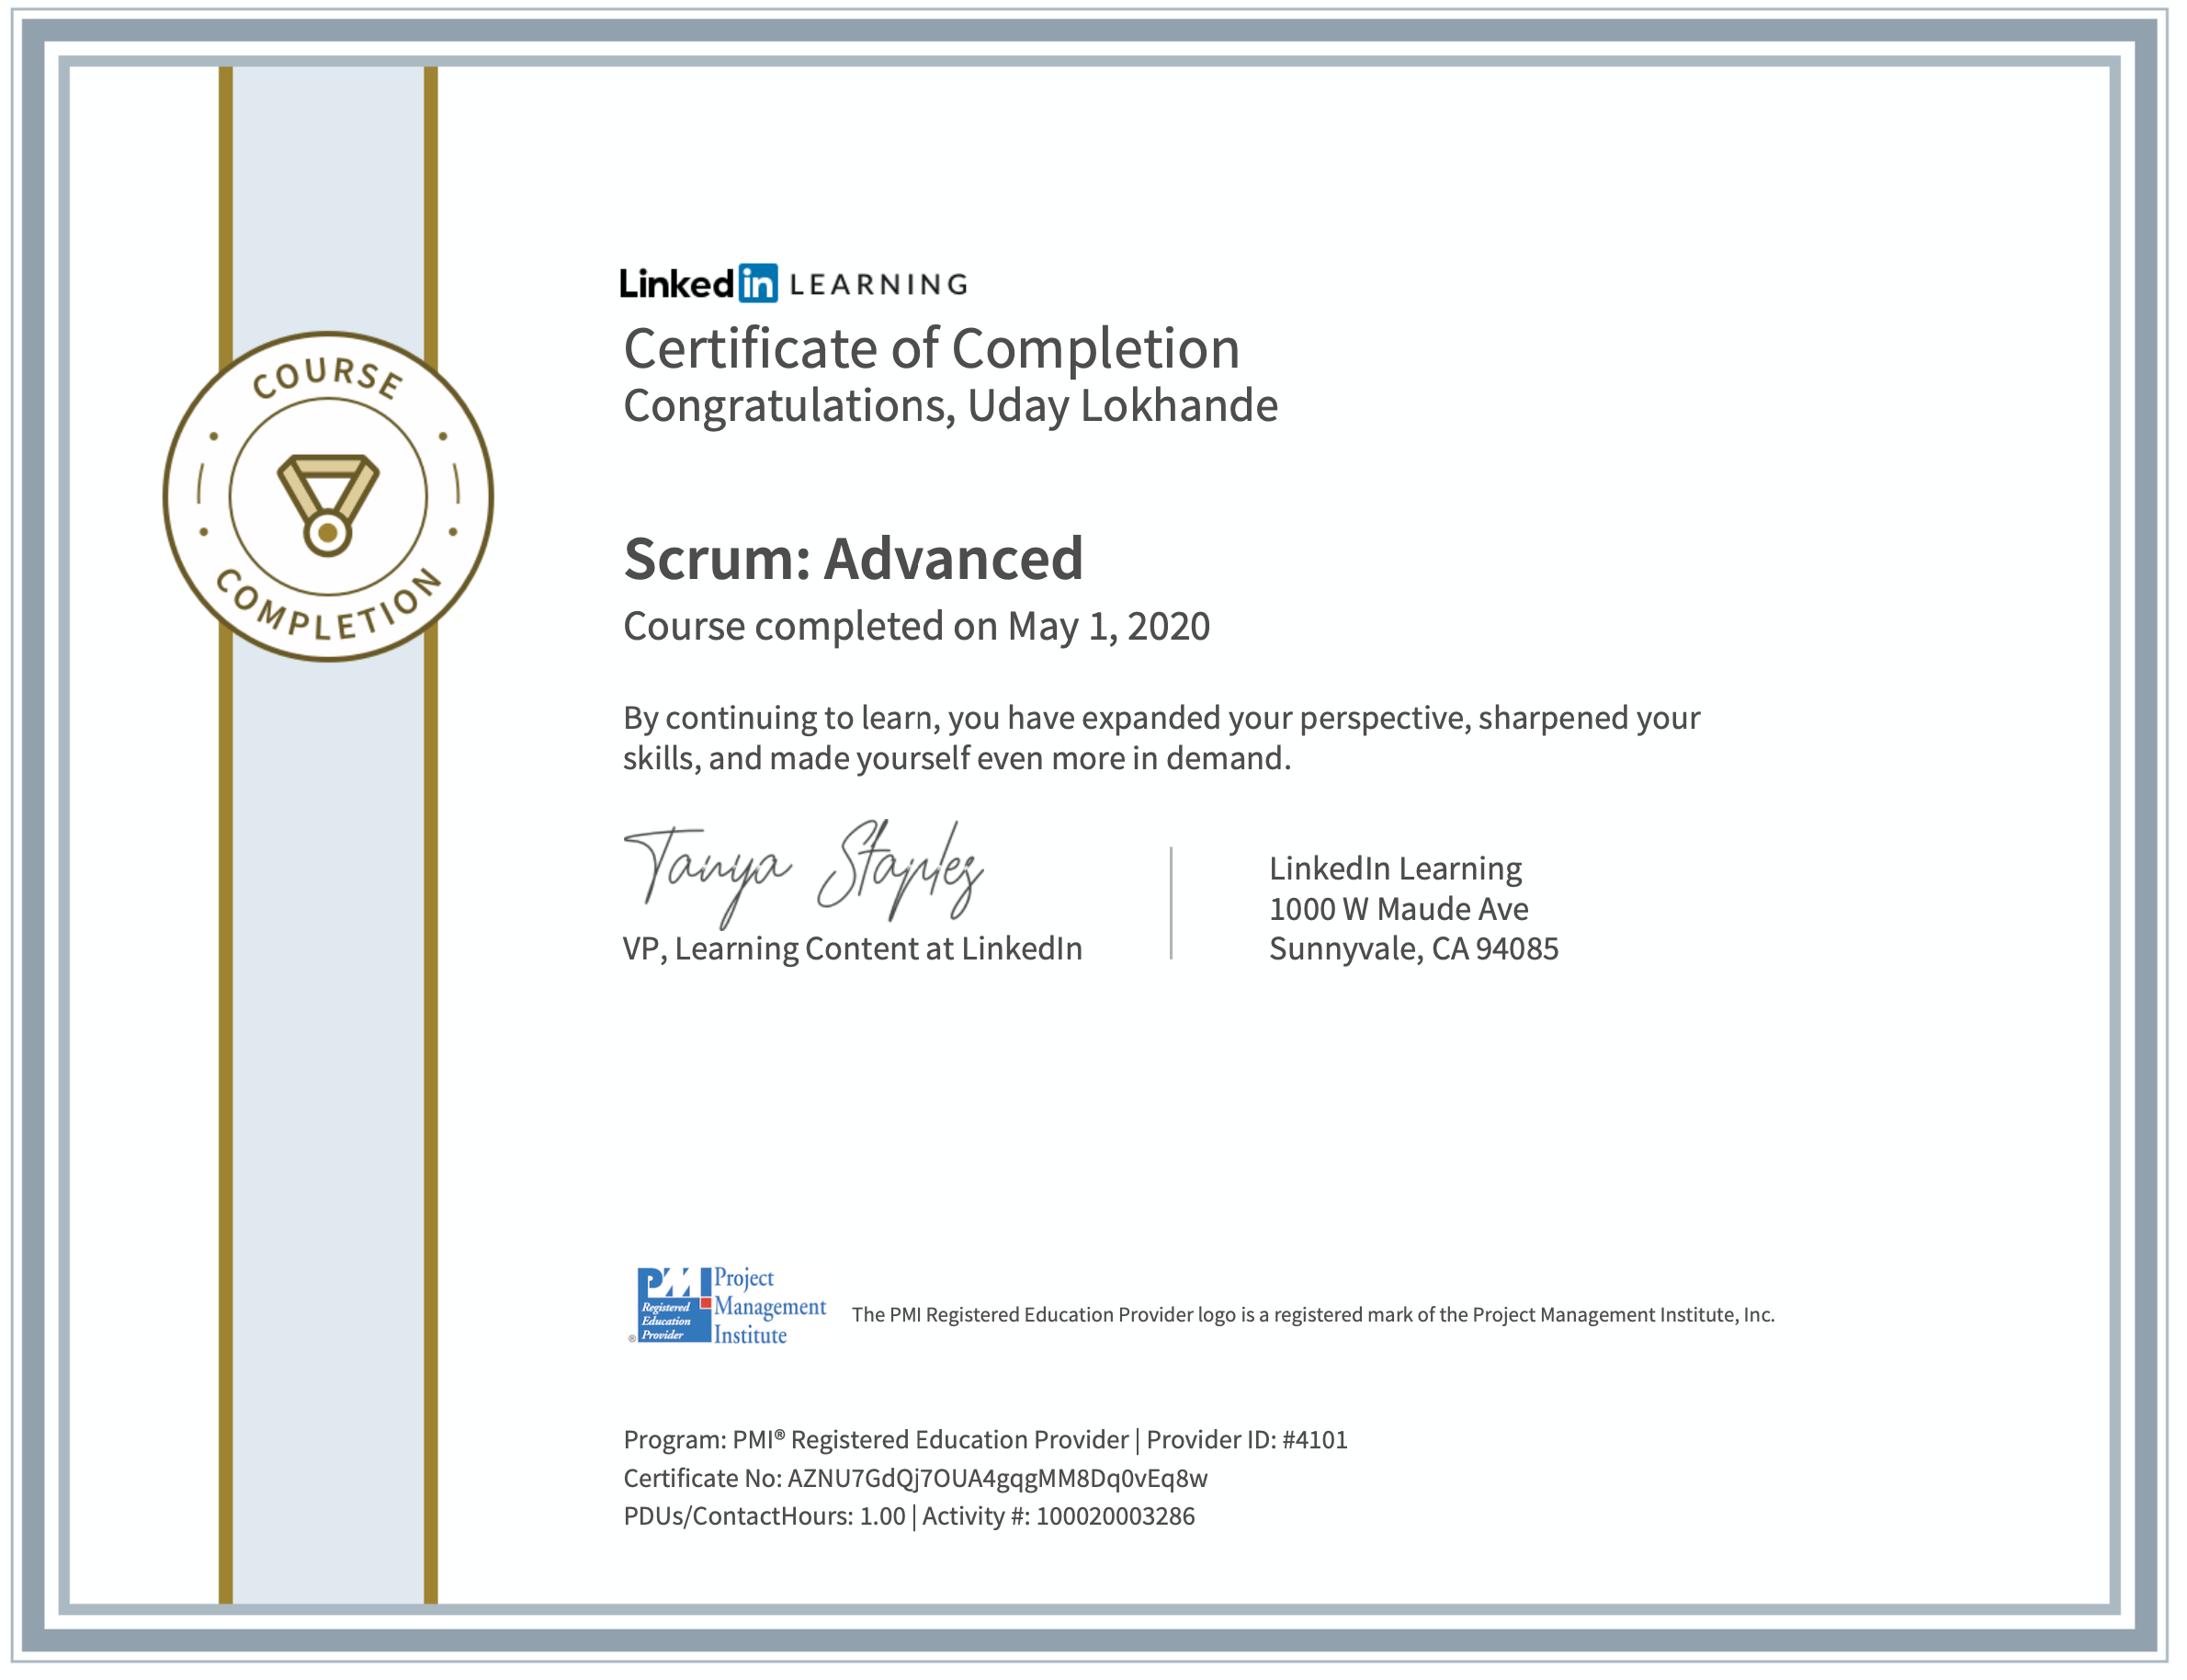 COURSE
COMPLETION
Linked in LEARNING
Certificate of Completion
Congratulations, Uday Lokhande
Scrum: Advanced
Course completed on May 1, 2020
By continuing to learn, you have expanded your perspective, sharpened your
skills, and made yourself even more in demand.
Tanya Staples
VP, Learning Content at LinkedIn
LinkedIn Learning
1000 W Maude Ave
Sunnyvale, CA 94085
PMI
Registered
Education
Provider
®
Project
Management
Institute
The PMI Registered Education Provider logo is a registered mark of the Project Management Institute, Inc.
Program: PMI® Registered Education Provider | Provider ID: #4101
Certificate No: AZNU7GdQj7OUA4gqgMM8Dq0vEq8w
PDUs/ContactHours: 1.00 | Activity #: 100020003286